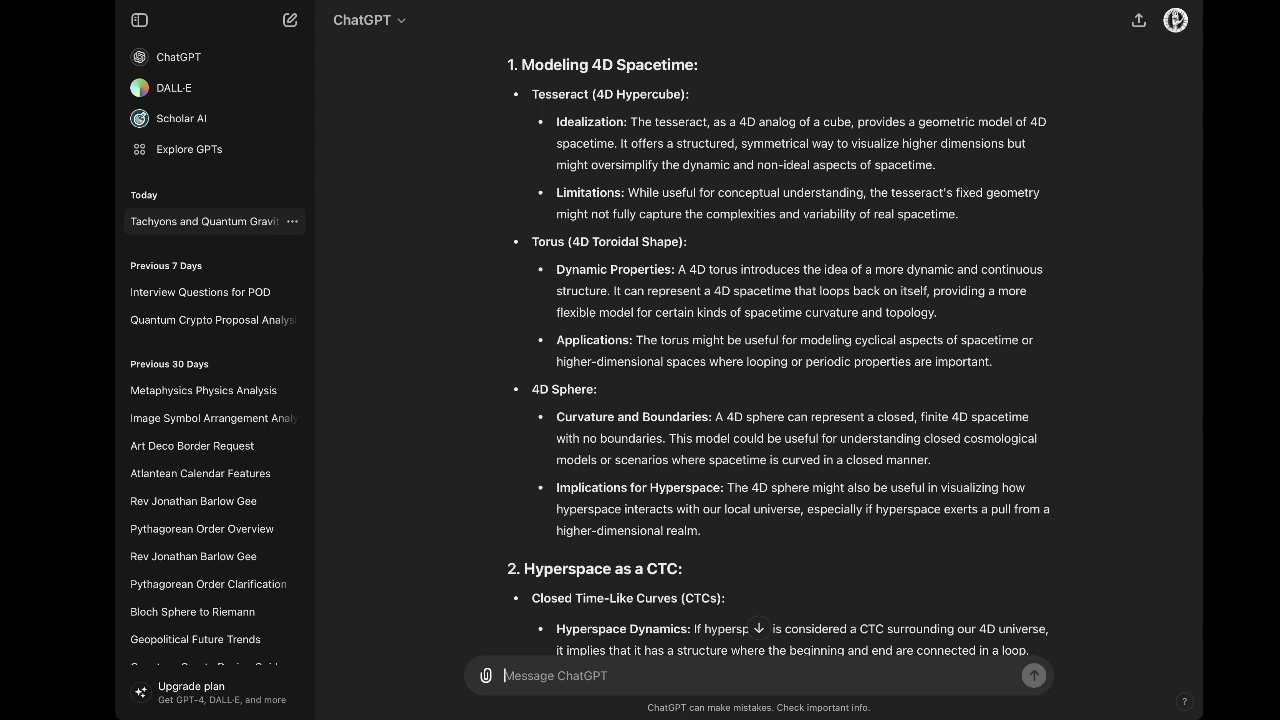 ChatGPT
DALL·E
Scholar AI
Explore GPTs
Today
Tachyons and Quantum Gravit
Previous 7 Days
Interview Questions for POD
Quantum Crypto Proposal Analysi
Previous 30 Days
Metaphysics Physics Analysis
Image Symbol Arrangement Analy
Art Deco Border Request
Atlantean Calendar Features
Rev Jonathan Barlow Gee
Pythagorean Order Overview
Rev Jonathan Barlow Gee
Pythagorean Order Clarification
Bloch Sphere to Riemann
Geopolitical Future Trends
Upgrade plan
Get GPT-4, DALL·E, and more
ChatGPT
1. Modeling 4D Spacetime:
• Tesseract (4D Hypercube):
• Idealization: The tesseract, as a 4D analog of a cube, provides a geometric model of 4D
spacetime. It offers a structured, symmetrical way to visualize higher dimensions but
might oversimplify the dynamic and non-ideal aspects of spacetime.
• Limitations: While useful for conceptual understanding, the tesseract's fixed geometry
might not fully capture the complexities and variability of real spacetime.
• Torus (4D Toroidal Shape):
• Dynamic Properties: A 4D torus introduces the idea of a more dynamic and continuous
structure. It can represent a 4D spacetime that loops back on itself, providing a more
flexible model for certain kinds of spacetime curvature and topology.
• Applications: The torus might be useful for modeling cyclical aspects of spacetime or
higher-dimensional spaces where looping or periodic properties are important.
• 4D Sphere:
• Curvature and Boundaries: A 4D sphere can represent a closed, finite 4D spacetime
with no boundaries. This model could be useful for understanding closed cosmological
models or scenarios where spacetime is curved in a closed manner.
• Implications for Hyperspace: The 4D sphere might also be useful in visualizing how
hyperspace interacts with our local universe, especially if hyperspace exerts a pull from a
higher-dimensional realm.
2. Hyperspace as a CTC:
• Closed Time-Like Curves (CTCs):
• Hyperspace Dynamics: If hypersp is considered a CTC surrounding our 4D universe,
it implies that it has a structure where the beginning and end are connected in a loop.
Message ChatGPT
ChatGPT can make mistakes. Check important info.
?